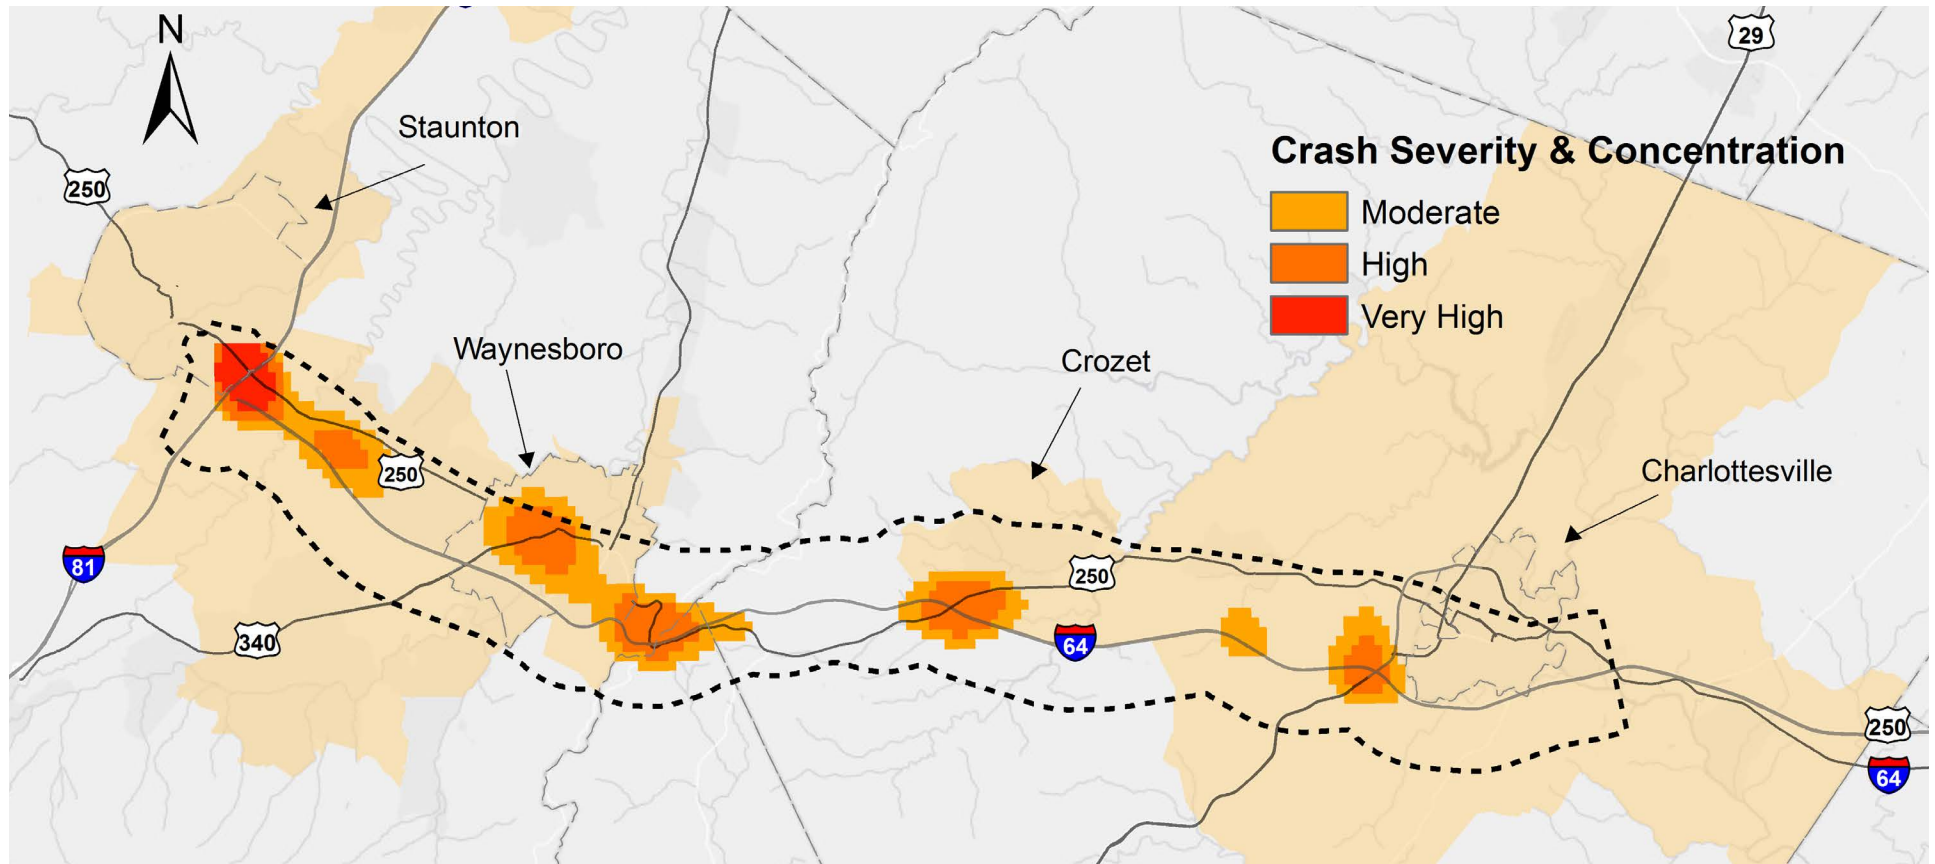 N
29
Staunton
Crash Severity & Concentration
250
Moderate
High
Very High
Waynesboro
Crozet
250
Charlottesville
81
250
340
64
250
64